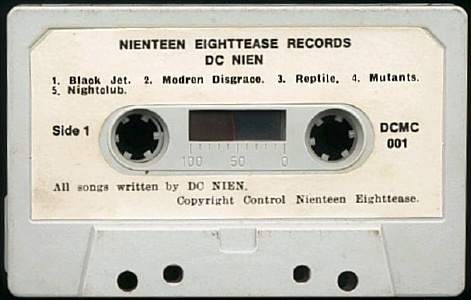 NIENTEEN EIGHTTEASE RECORDS
DC NIEN
1. Black Jet. 2. Modren Disgrace. 3. Reptile. 4. Mutants.
5. Nightclub.
Side 1
DCMC
001
100 50 0
All songs written by DC NIEN.
Copyright Control Nienteen Eighttease.